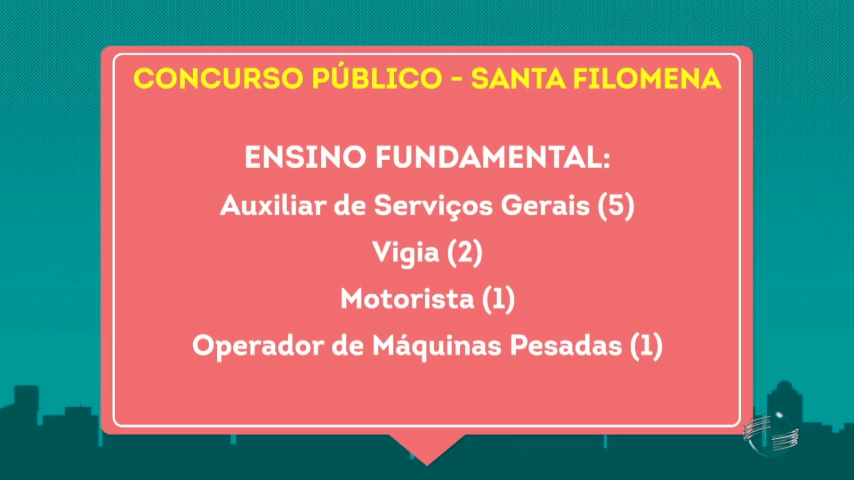 CONCURSO PÚBLICO - SANTA FILOMENA
ENSINO FUNDAMENTAL:
Auxiliar de Serviços Gerais (5)
Vigia (2)
Motorista (1)
Operador de Máquinas Pesadas (1)